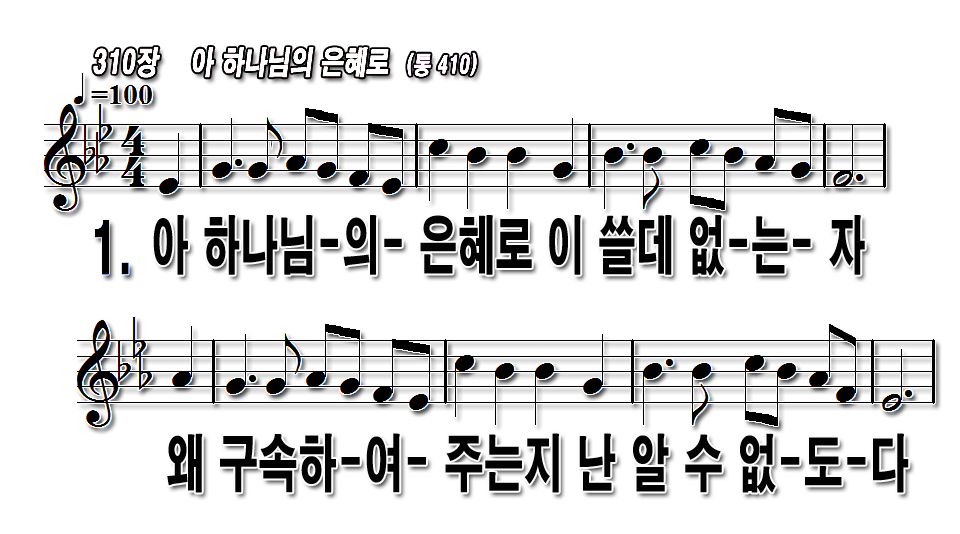 310장 아 하나님의 은혜로 (통 410)
=100
4
4
1. 아 하나님-의- 은혜로 이 쓸데 없-는- 자
왜 구속하-여- 주는지 난 알 수 없-도-다